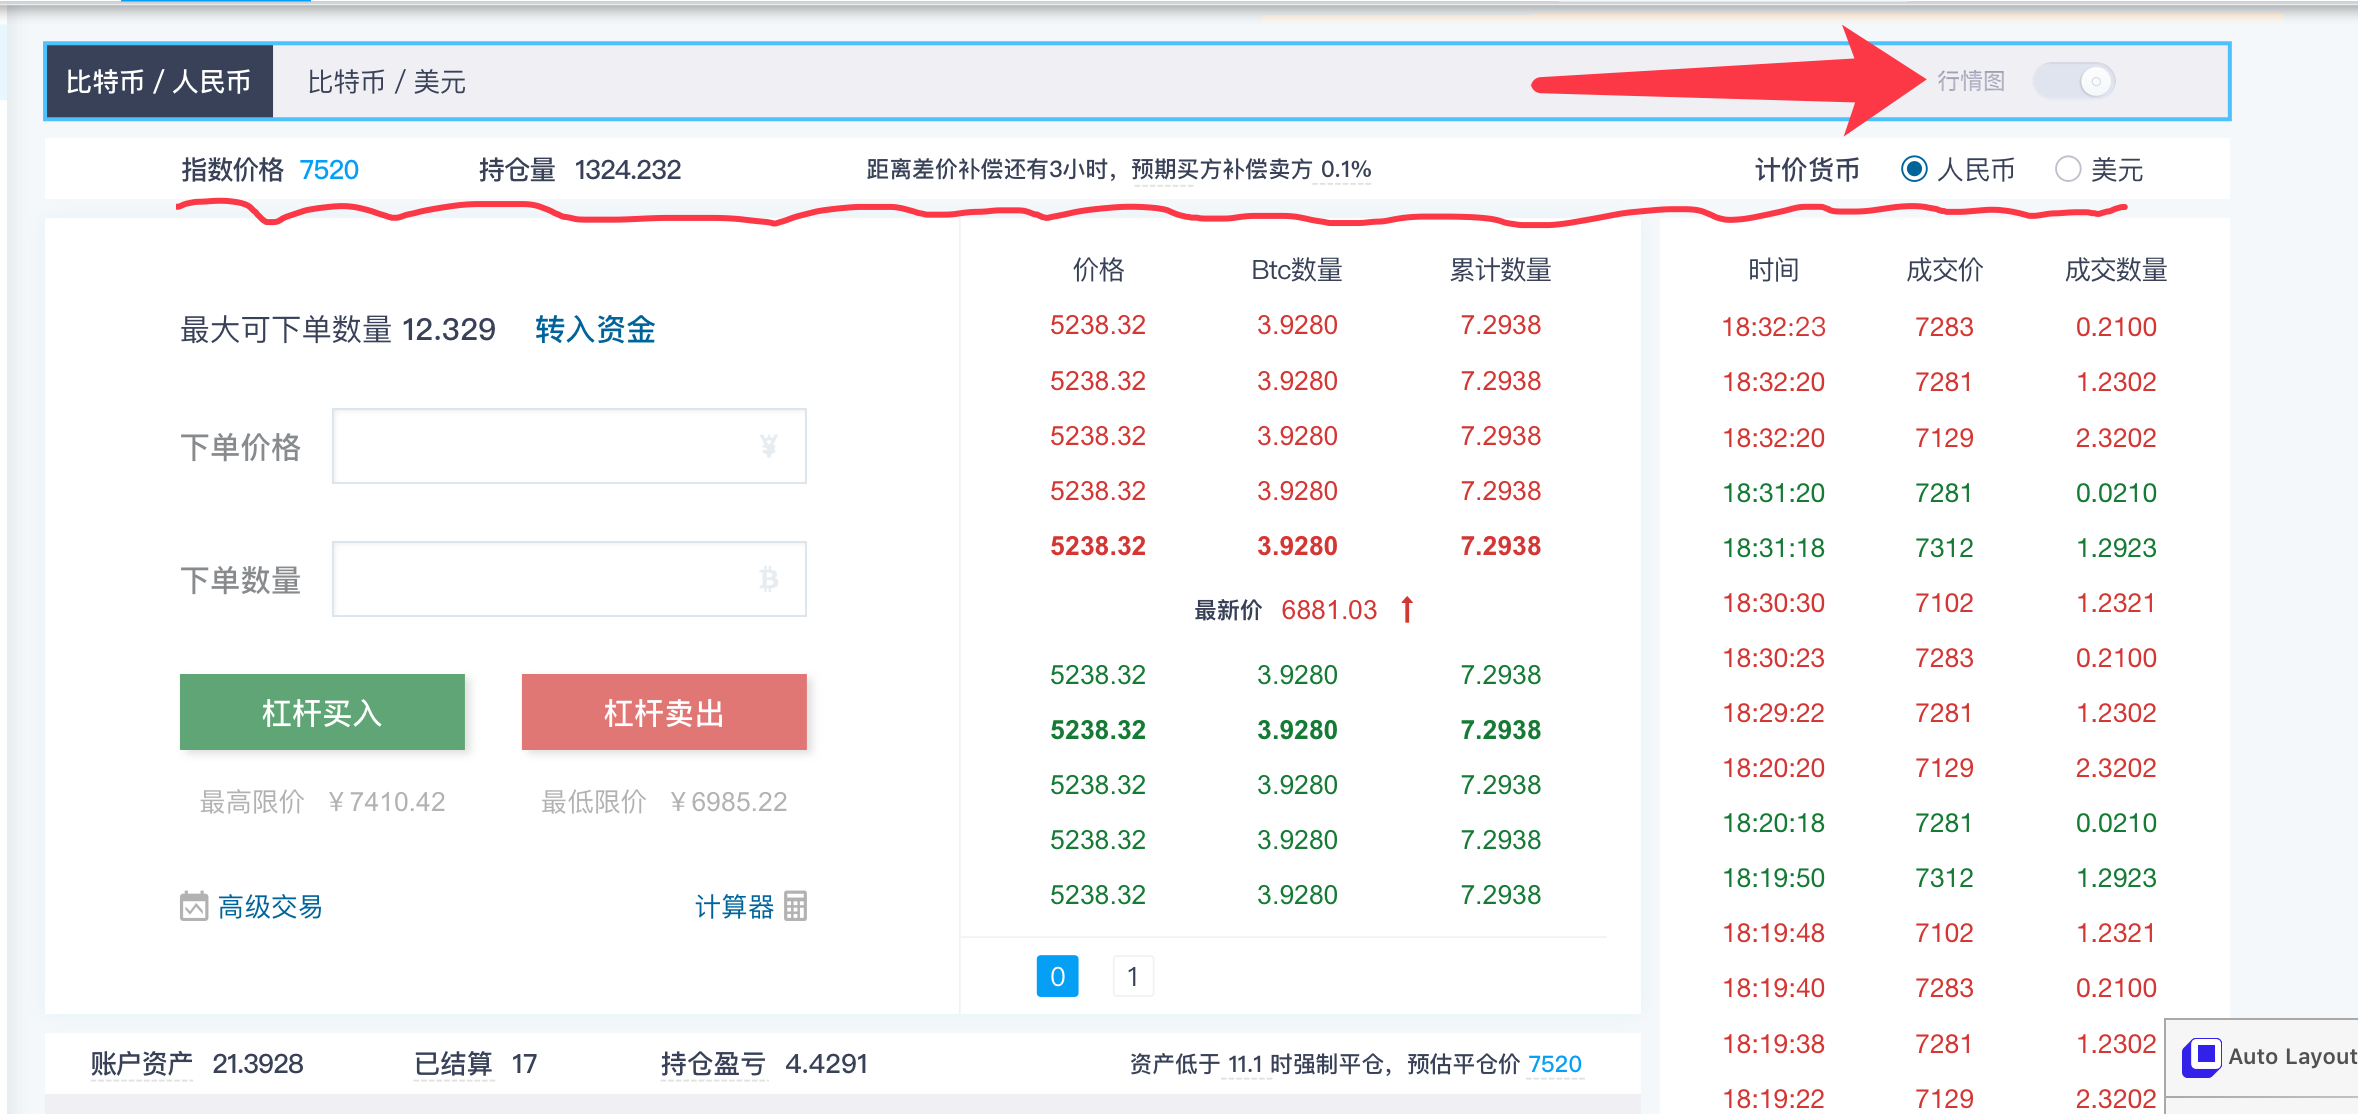 比特币 / 人民币 比特币 / 美元 行情图
指数价格 7520 持仓量 1324.232 距离差价补偿还有3小时，预期买方补偿卖方 0.1% 计价货币 人民币 美元
最大可下单数量 12.329 转入资金
下单价格 ¥
下单数量
杠杆买入 杠杆卖出
最高限价 ¥7410.42 最低限价 ¥6985.22
高级交易 计算器
价格 Btc数量 累计数量
5238.32 3.9280 7.2938
5238.32 3.9280 7.2938
5238.32 3.9280 7.2938
5238.32 3.9280 7.2938
5238.32 3.9280 7.2938
最新价 6881.03
5238.32 3.9280 7.2938
5238.32 3.9280 7.2938
5238.32 3.9280 7.2938
5238.32 3.9280 7.2938
5238.32 3.9280 7.2938
0 1
时间 成交价 成交数量
18:32:23 7283 0.2100
18:32:20 7281 1.2302
18:32:20 7129 2.3202
18:31:20 7281 0.0210
18:31:18 7312 1.2923
18:30:30 7102 1.2321
18:30:23 7283 0.2100
18:29:22 7281 1.2302
18:20:20 7129 2.3202
18:20:18 7281 0.0210
18:19:50 7312 1.2923
18:19:48 7102 1.2321
18:19:40 7283 0.2100
18:19:38 7281 1.2302
18:19:22 7129 2.3202
账户资产 21.3928 已结算 17 持仓盈亏 4.4291 资产低于 11.1 时强制平仓，预估平仓价 7520
Auto Layout